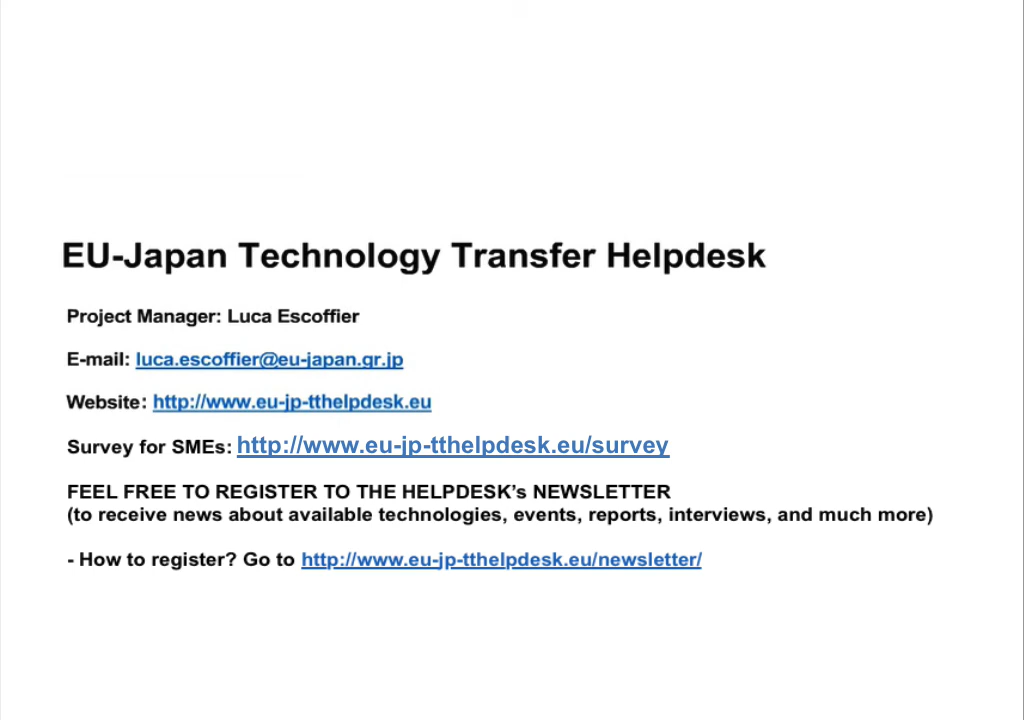 EU-Japan Technology Transfer Helpdesk
Project Manager: Luca Escoffier
E-mail: luca.escoffier@eu-japan.gr.jp
Website: http://www.eu-jp-tthelpdesk.eu
Survey for SMEs: http://www.eu-jp-tthelpdesk.eu/survey
FEEL FREE TO REGISTER TO THE HELPDESK’s NEWSLETTER
(to receive news about available technologies, events, reports, interviews, and much more)
- How to register? Go to http://www.eu-jp-tthelpdesk.eu/newsletter/